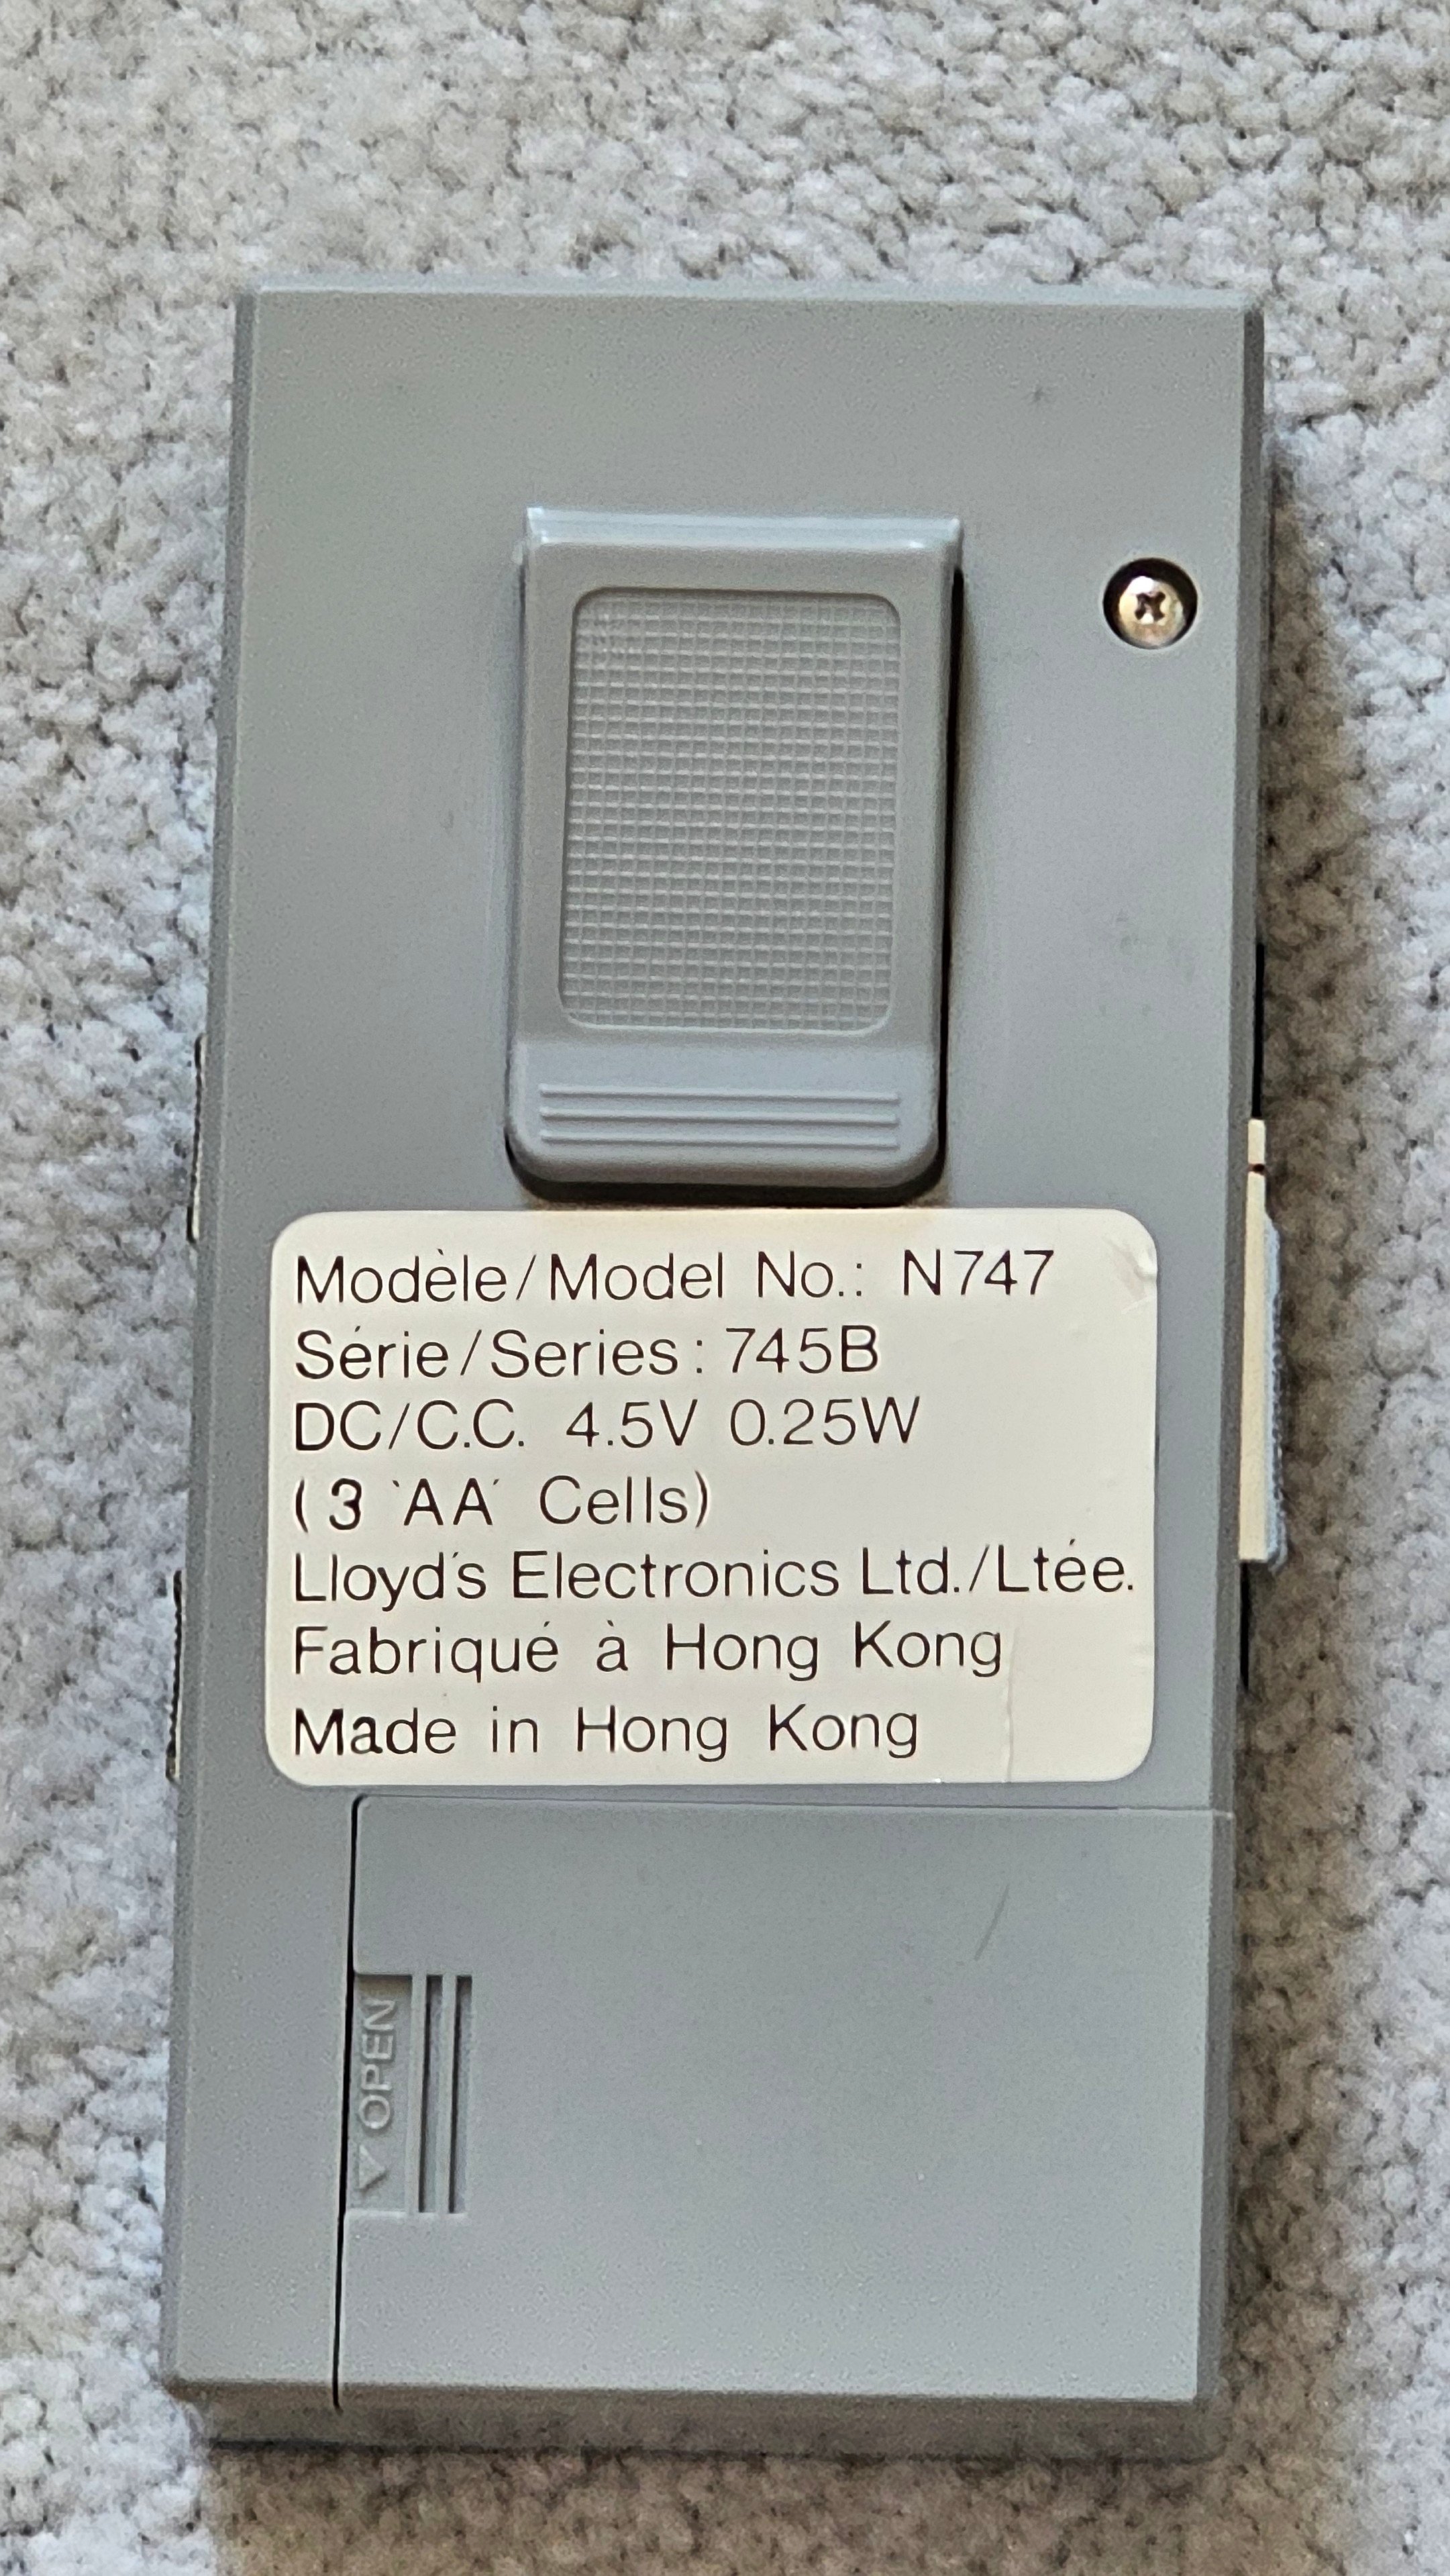 Modèle/Model No.: N747
Série/Series: 745B
DC/C.C. 4.5V 0.25W
(3 'AA' Cells)
Lloyd's Electronics Ltd./Ltée.
Fabriqué à Hong Kong
Made in Hong Kong
OPEN